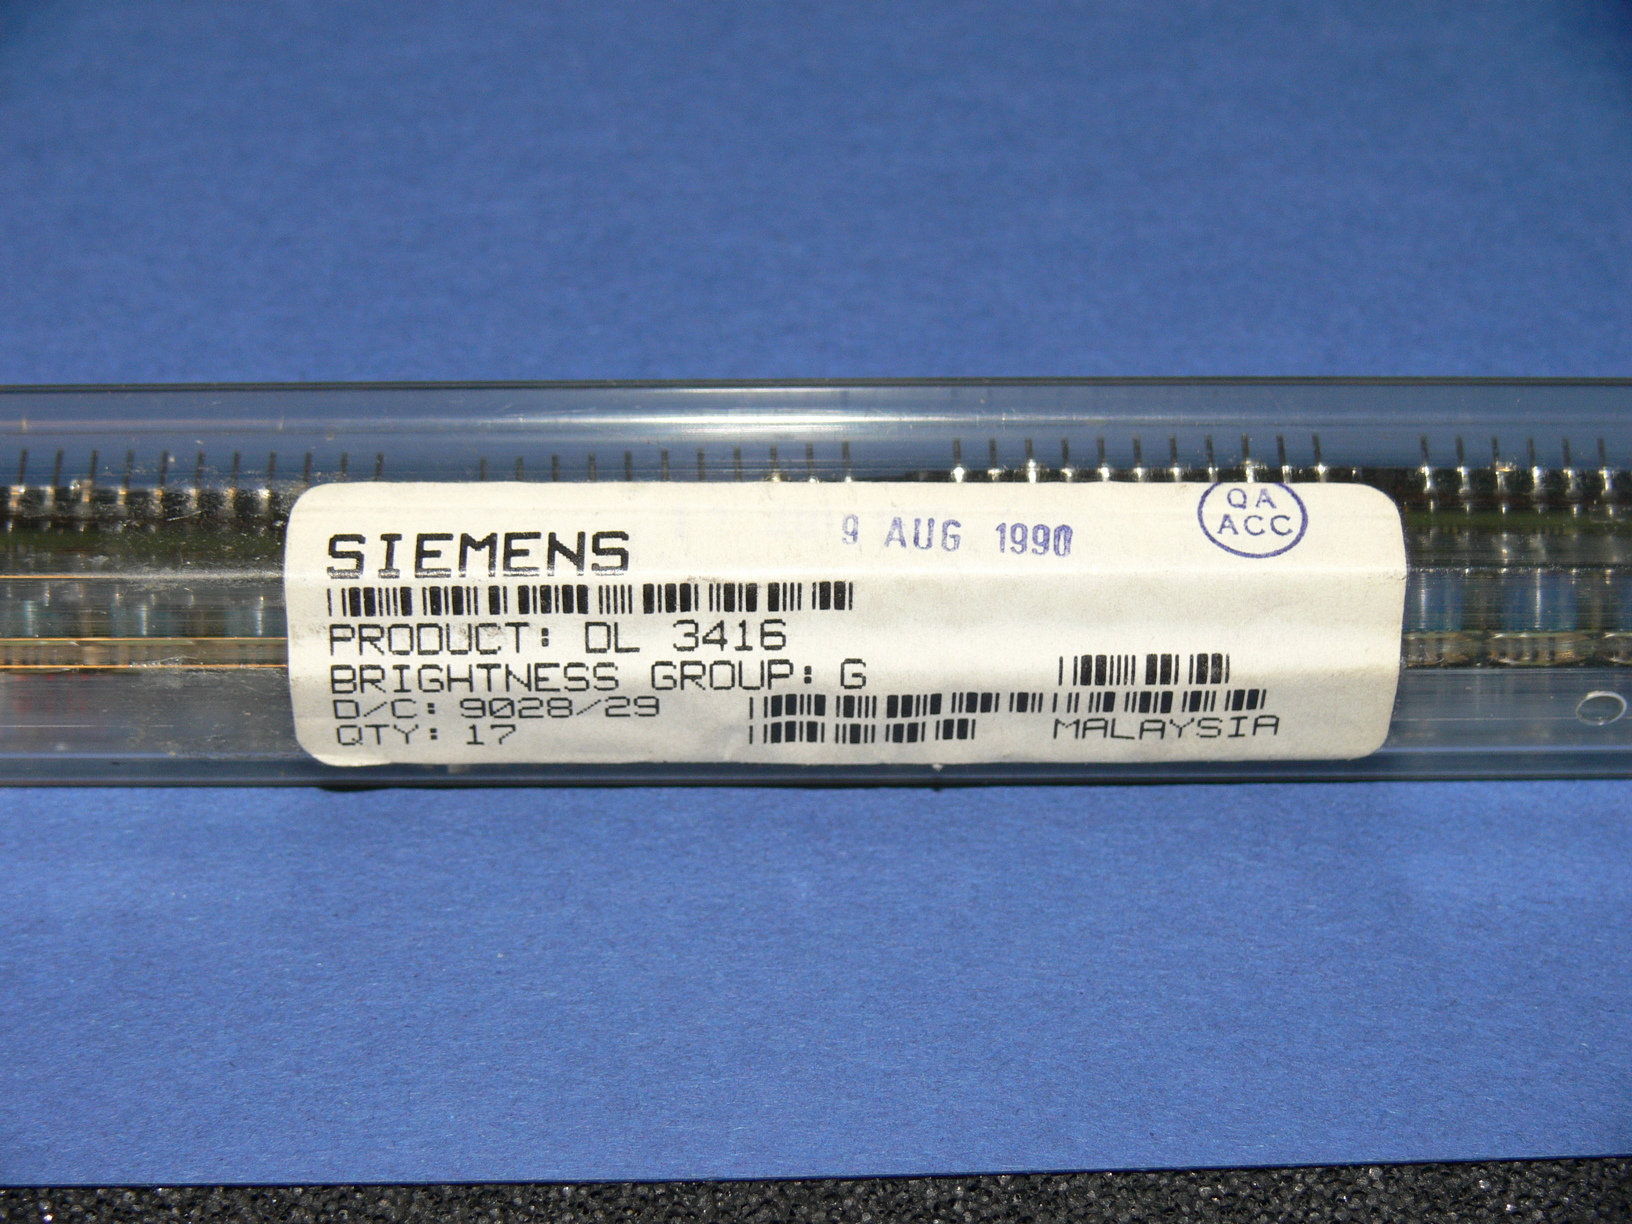 SIEMENS
9 AUG 1990
QA
ACC
PRODUCT: DL 3416
BRIGHTNESS GROUP: G
D/C: 9028/29
QTY: 17
MALAYSIA